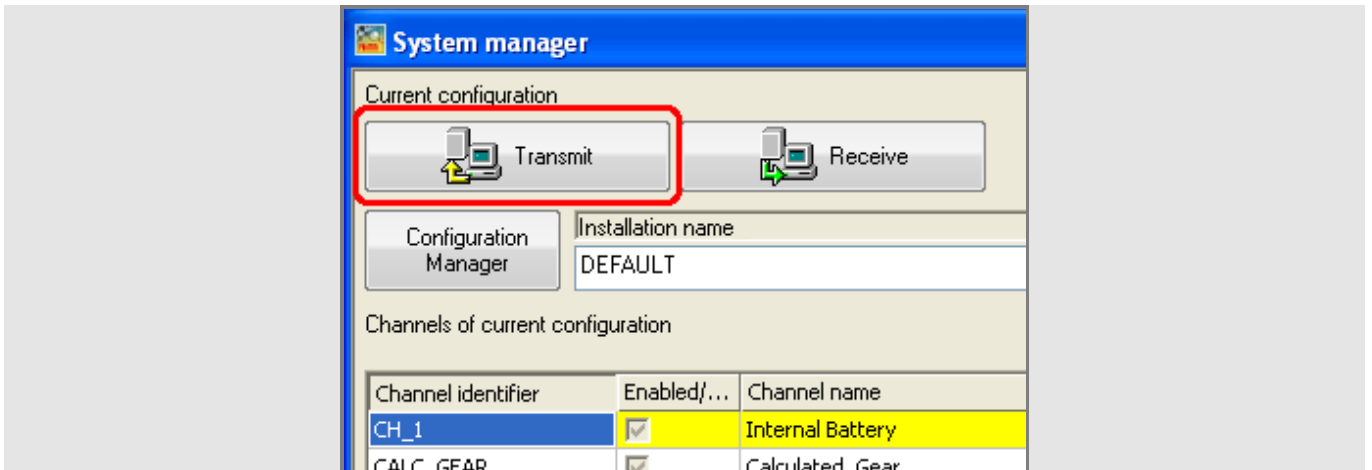 System manager
Current configuration
Transmit
Receive
Configuration
Manager
Installation name
DEFAULT
Channels of current configuration
Channel identifier Enabled/... Channel name
CH_1 Internal Battery
CALC_GEAR Calculated_Gear